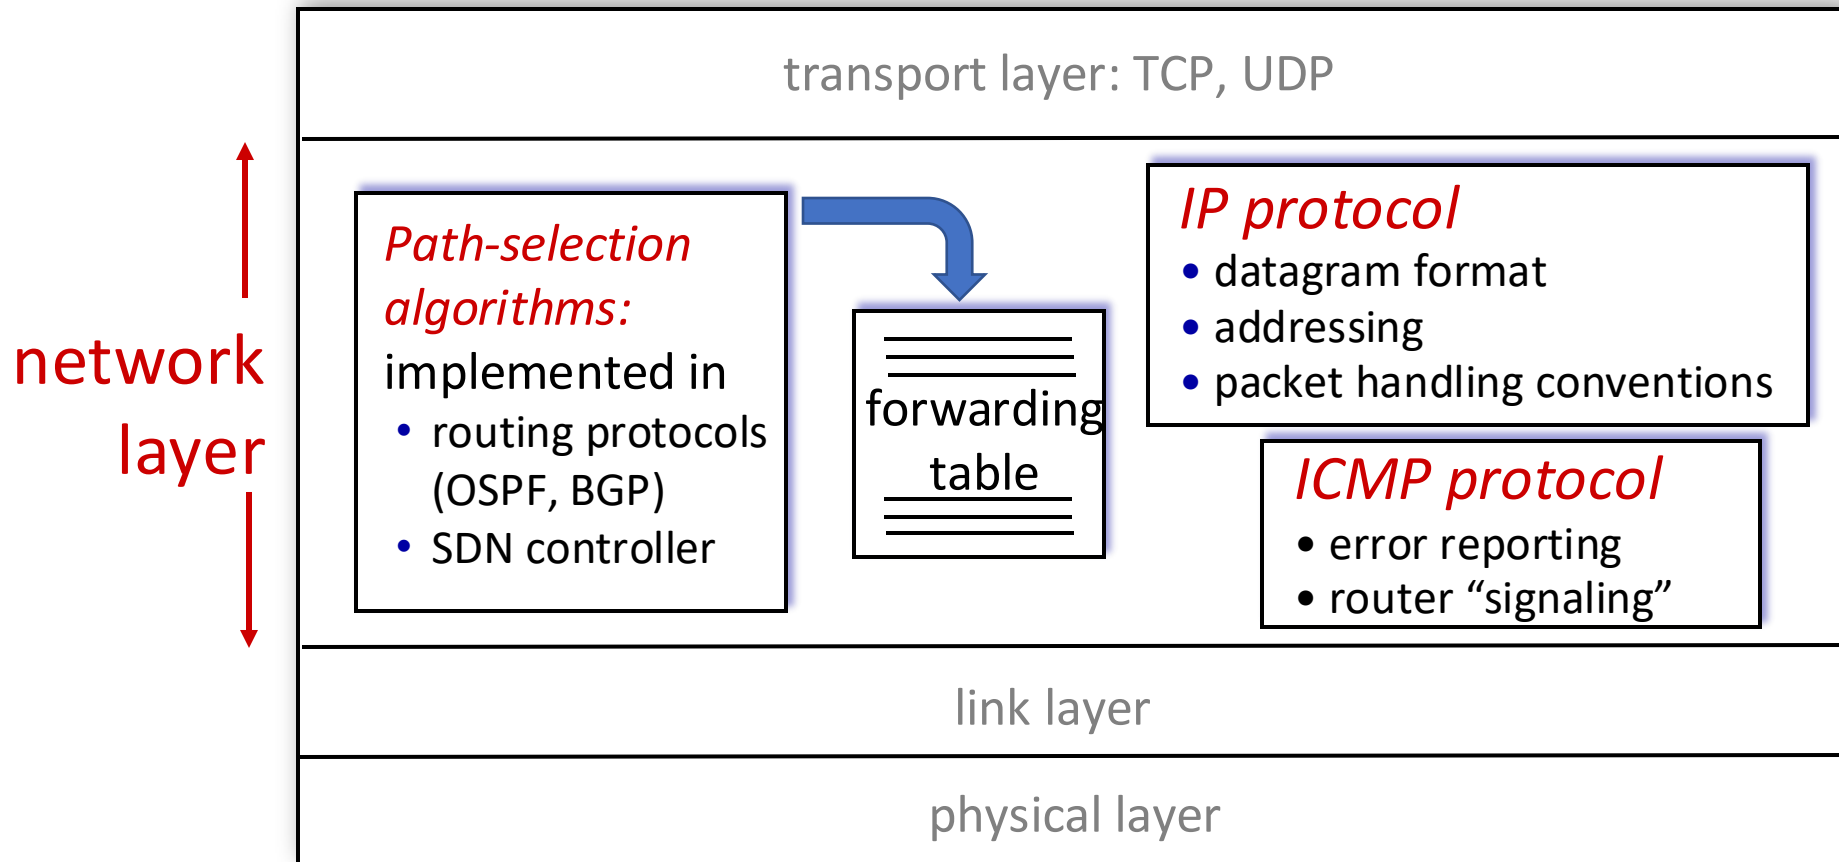 transport layer: TCP, UDP
network
layer
Path-selection
algorithms:
implemented in
• routing protocols
(OSPF, BGP)
• SDN controller
forwarding
table
IP protocol
• datagram format
• addressing
• packet handling conventions
ICMP protocol
• error reporting
• router “signaling”
link layer
physical layer